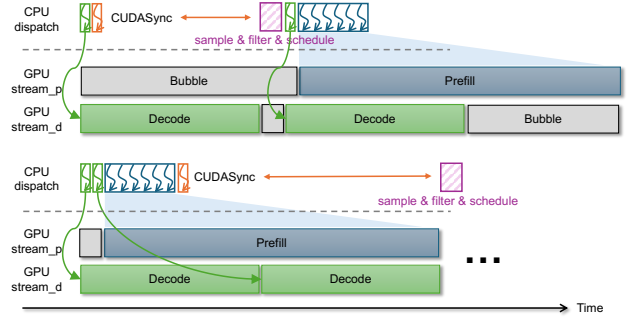 CPU
dispatch
CUDASync
sample & filter & schedule
GPU
stream_p
Bubble
Prefill
GPU
stream_d
Decode
Decode
Bubble
CPU
dispatch
CUDASync
sample & filter & schedule
GPU
stream_p
Prefill
...
GPU
stream_d
Decode
Decode
Time